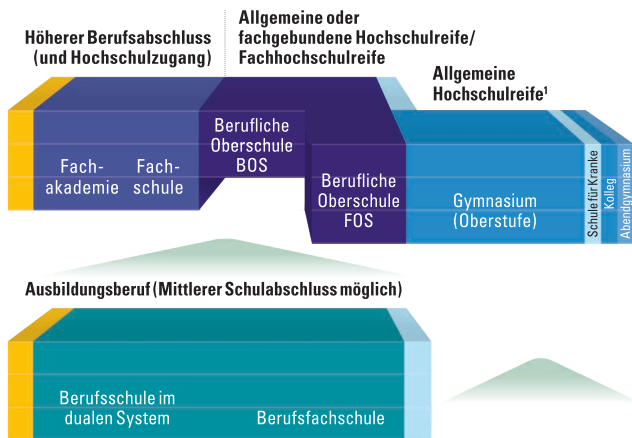 Höherer Berufsabschluss
(und Hochschulzugang)
Allgemeine oder
fachgebundene Hochschulreife/
Fachhochschulreife
Allgemeine
Hochschulreife¹
Fach-
akademie
Fach-
schule
Berufliche
Oberschule
BOS
Berufliche
Oberschule
FOS
Gymnasium
(Oberstufe)
Schule für Kranke
Kolleg
Abendgymnasium
Ausbildungsberuf (Mittlerer Schulabschluss möglich)
Berufsschule im
dualen System
Berufsfachschule